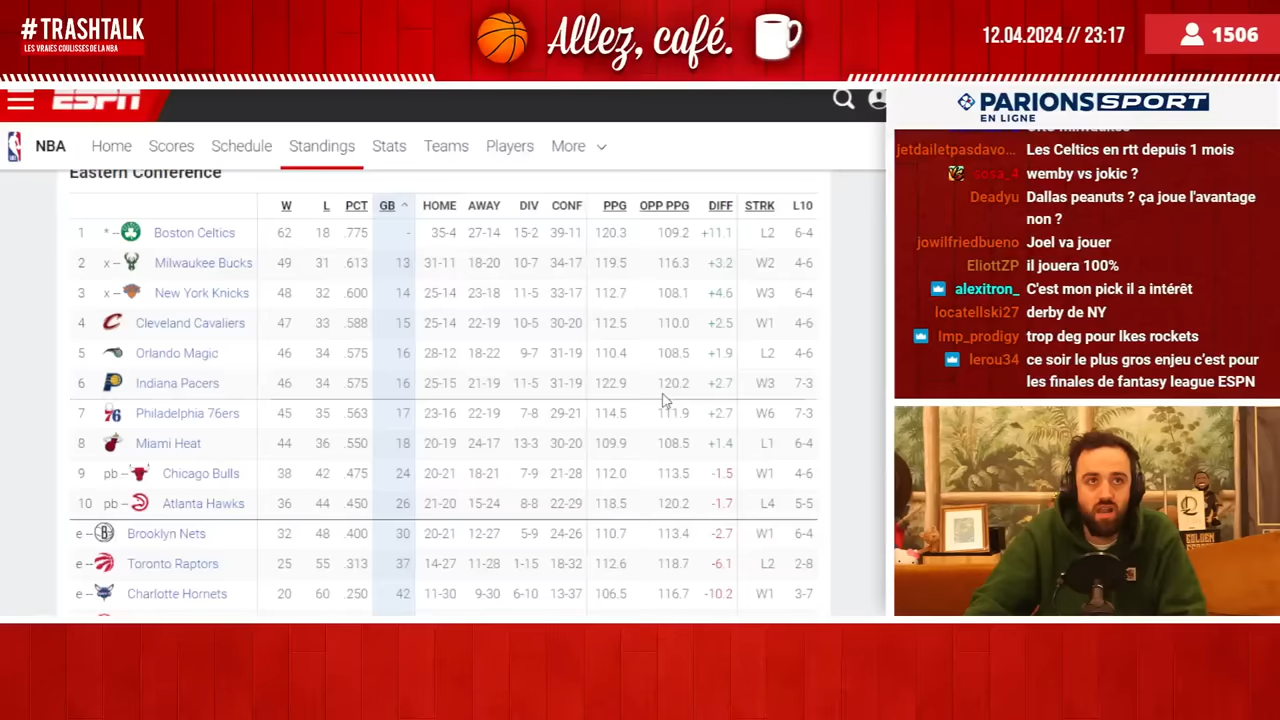 #TRASHTALK
LES VRAIES COULISSES DE LA NBA
Allez, café.
12.04.2024 // 23:17
1506
ESPN
NBA Home Scores Schedule Standings Stats Teams Players More
Eastern Conference
W L PCT GB HOME AWAY DIV CONF PPG OPP PPG DIFF STRK L10
1 * -- Boston Celtics 62 18 .775 - 35-4 27-14 15-2 39-11 120.3 109.2 +11.1 L2 6-4
2 x -- Milwaukee Bucks 49 31 .613 13 31-11 18-20 10-7 34-17 119.5 116.3 +3.2 W2 4-6
3 x -- New York Knicks 48 32 .600 14 25-14 23-18 11-5 33-17 112.7 108.1 +4.6 W3 6-4
4 Cleveland Cavaliers 47 33 .588 15 25-14 22-19 10-5 30-20 112.5 110.0 +2.5 W1 4-6
5 Orlando Magic 46 34 .575 16 28-12 18-22 9-7 31-19 110.4 108.5 +1.9 L2 4-6
6 Indiana Pacers 46 34 .575 16 25-15 21-19 11-5 31-19 122.9 120.2 +2.7 W3 7-3
7 Philadelphia 76ers 45 35 .563 17 23-16 22-19 7-8 29-21 114.5 111.9 +2.7 W6 7-3
8 Miami Heat 44 36 .550 18 20-19 24-17 13-3 30-20 109.9 108.5 +1.4 L1 6-4
9 pb -- Chicago Bulls 38 42 .475 24 20-21 18-21 7-9 21-28 112.0 113.5 -1.5 W1 4-6
10 pb -- Atlanta Hawks 36 44 .450 26 21-20 15-24 8-8 22-29 118.5 120.2 -1.7 L4 5-5
e -- Brooklyn Nets 32 48 .400 30 20-21 12-27 5-9 24-26 110.7 113.4 -2.7 W1 6-4
e -- Toronto Raptors 25 55 .313 37 14-27 11-28 1-15 18-32 112.6 118.7 -6.1 L2 2-8
e -- Charlotte Hornets 20 60 .250 42 11-30 9-30 6-10 13-37 106.5 116.7 -10.2 W1 3-7
PARIONS SPORT
EN LIGNE
jetdailetpasdavo... Les Celtics en rtt depuis 1 mois
sosa_4 wemby vs jokic ?
Deadyu Dallas peanuts ? ça joue l'avantage
non ?
jowilfriedbueno Joel va jouer
EliottZP il jouera 100%
alexitron_ C'est mon pick il a intérêt
locatellski27 derby de NY
Imp_prodigy trop deg pour lkes rockets
lerou34 ce soir le plus gros enjeu c'est pour
les finales de fantasy league ESPN